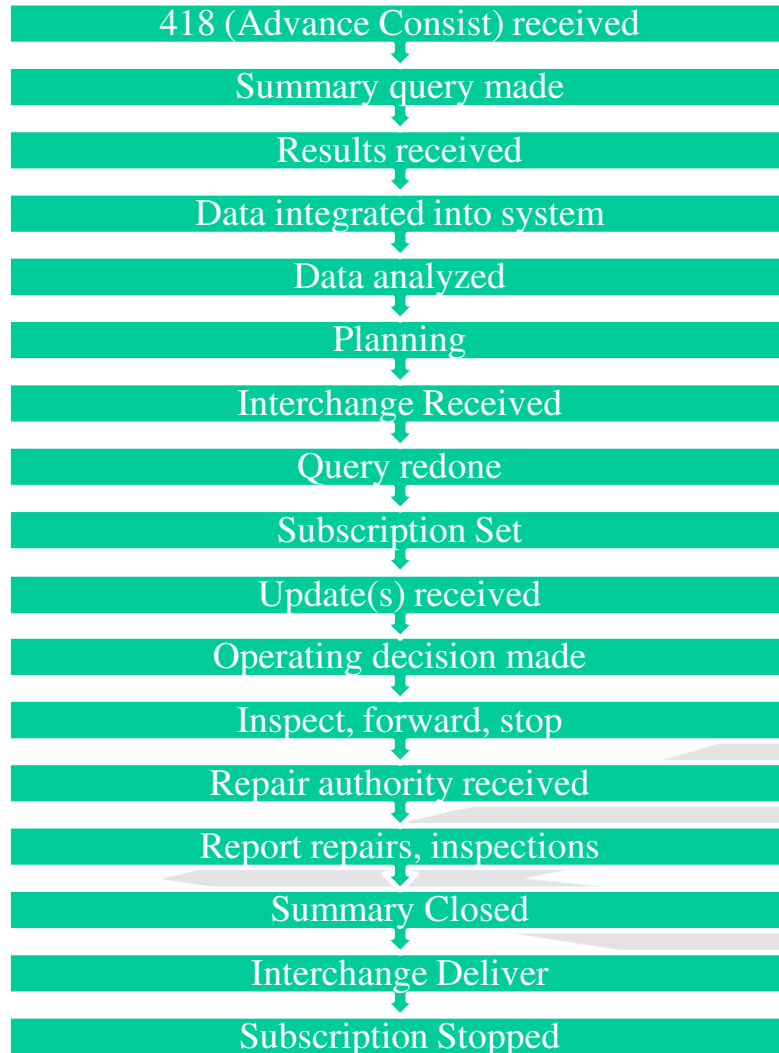 418 (Advance Consist) received
Summary query made
Results received
Data integrated into system
Data analyzed
Planning
Interchange Received
Query redone
Subscription Set
Update(s) received
Operating decision made
Inspect, forward, stop
Repair authority received
Report repairs, inspections
Summary Closed
Interchange Deliver
Subscription Stopped